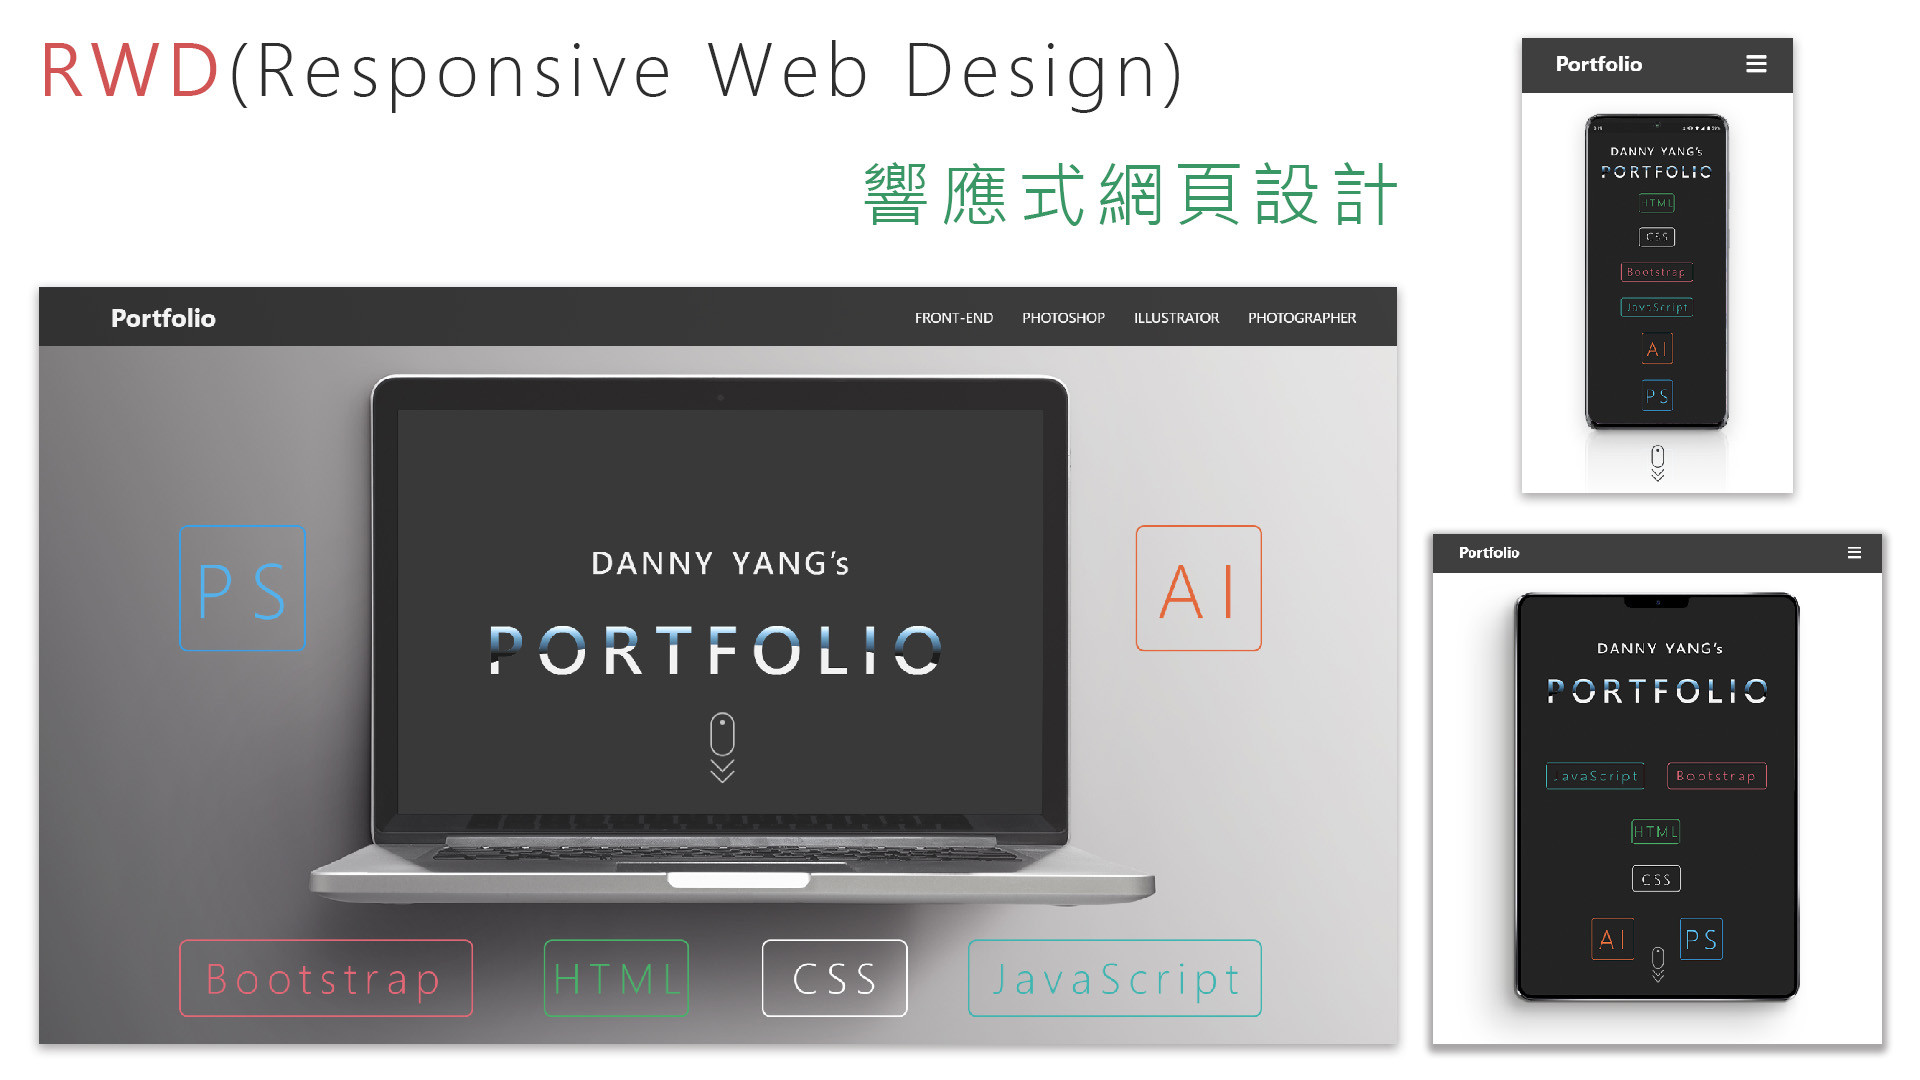 RWD(Responsive Web Design)
響應式網頁設計
Portfolio
FRONT-END PHOTOSHOP ILLUSTRATOR PHOTOGRAPHER
DANNY YANG's
PORTFOLIO
PS
AI
Bootstrap
HTML
CSS
JavaScript
Portfolio
DANNY YANG's
PORTFOLIO
HTML
CSS
Bootstrap
JavaScript
AI
PS
Portfolio
DANNY YANG's
PORTFOLIO
JavaScript Bootstrap
HTML
CSS
AI PS